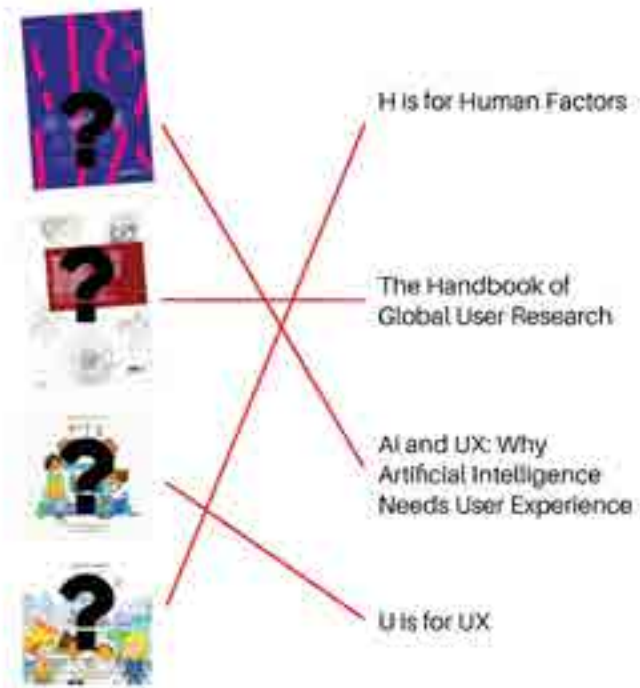 ?
H is for Human Factors
?
The Handbook of
Global User Research
?
AI and UX: Why
Artificial Intelligence
Needs User Experience
?
U is for UX